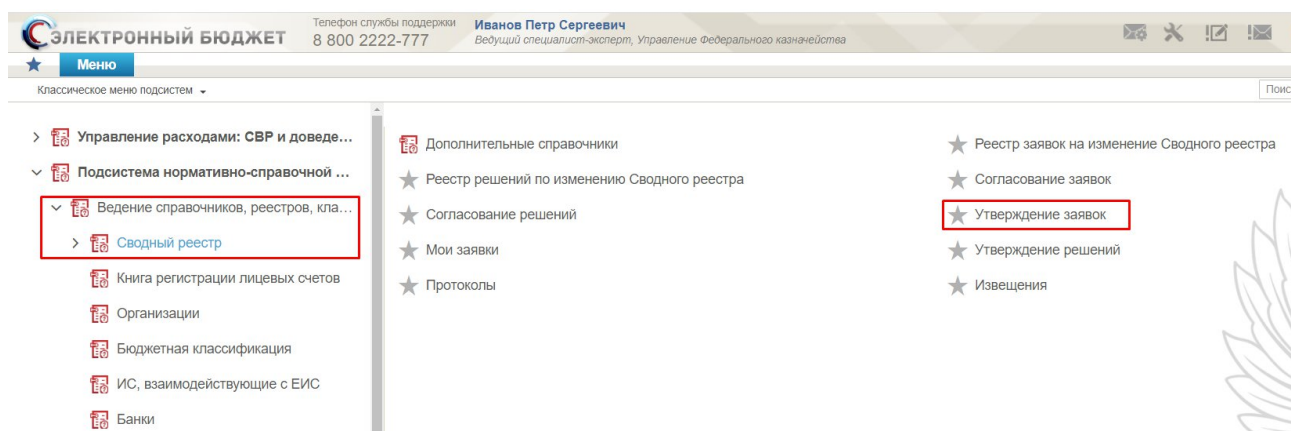 Телефон службы поддержки
Иванов Петр Сергеевич
ЭЛЕКТРОННЫЙ БЮДЖЕТ
8 800 2222-777
Ведущий специалист-эксперт, Управление Федерального казначейства
Меню
Классическое меню подсистем
Поис
Управление расходами: СВР и доведе...
Подсистема нормативно-справочной ...
Ведение справочников, реестров, кла...
Сводный реестр
Книга регистрации лицевых счетов
Организации
Бюджетная классификация
ИС, взаимодействующие с ЕИС
Банки
Дополнительные справочники
Реестр решений по изменению Сводного реестра
Согласование решений
Мои заявки
Протоколы
Реестр заявок на изменение Сводного реестра
Согласование заявок
Утверждение заявок
Утверждение решений
Извещения